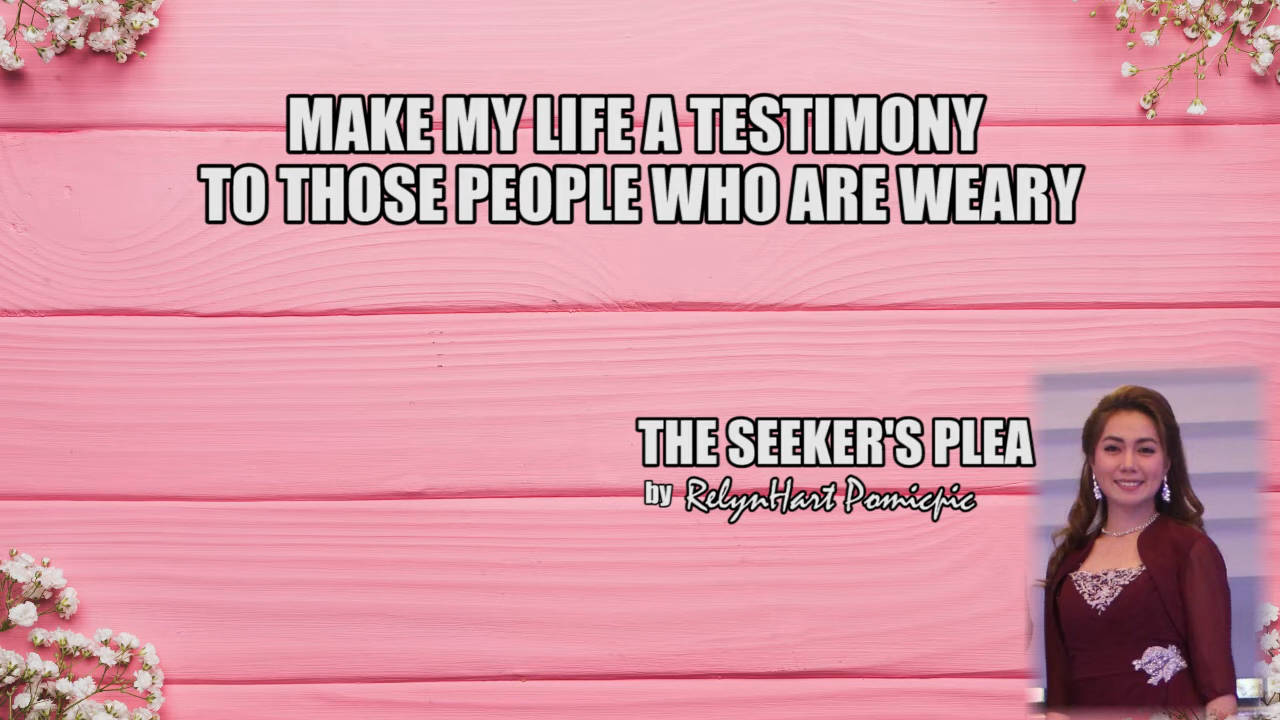 MAKE MY LIFE A TESTIMONY
TO THOSE PEOPLE WHO ARE WEARY
THE SEEKER'S PLEA
by RelynHart Pomicpic